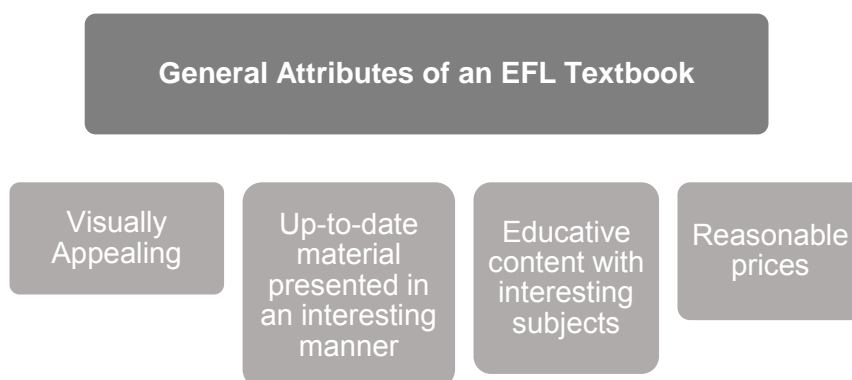 General Attributes of an EFL Textbook
Visually
Appealing
Up-to-date
material
presented in
an interesting
manner
Educative
content with
interesting
subjects
Reasonable
prices